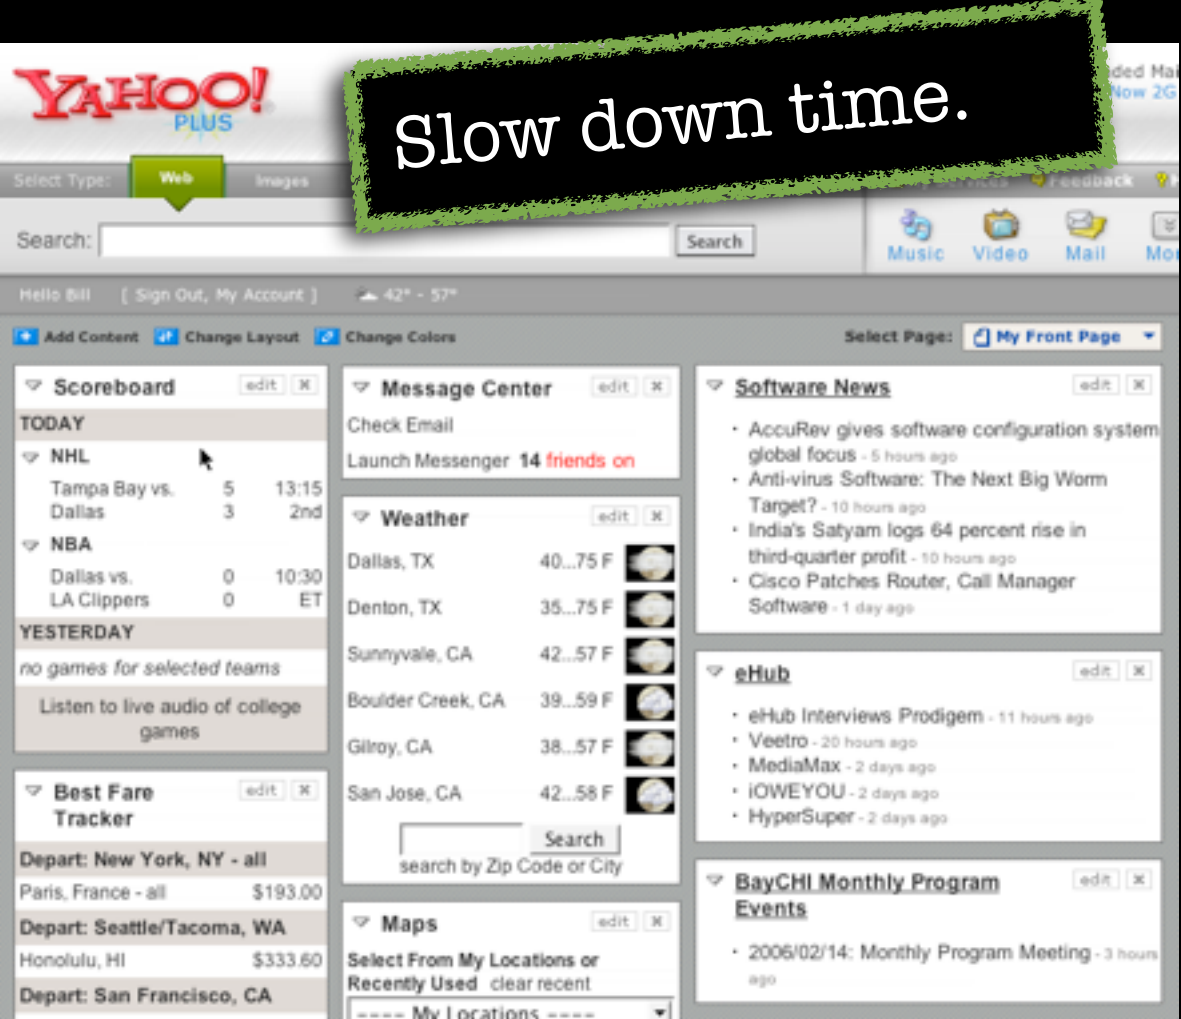 Slow down time.
YAHOO!
PLUS
ded Mai
Now 2G
Select Type: Web Images
Services Feedback
Search: Search
Music Video Mail Mo
Hello Bill [ Sign Out, My Account ] 42° - 57°
Add Content Change Layout Change Colors
Select Page: My Front Page
Scoreboard edit
TODAY
NHL
Tampa Bay vs. 5 13:15
Dallas 3 2nd
NBA
Dallas vs. 0 10:30
LA Clippers 0 ET
YESTERDAY
no games for selected teams
Listen to live audio of college
games
Best Fare edit
Tracker
Depart: New York, NY - all
Paris, France - all $193.00
Depart: Seattle/Tacoma, WA
Honolulu, HI $333.60
Depart: San Francisco, CA
Message Center edit
Check Email
Launch Messenger 14 friends on
Weather edit
Dallas, TX 40...75 F
Denton, TX 35...75 F
Sunnyvale, CA 42...57 F
Boulder Creek, CA 39...59 F
Gilroy, CA 38...57 F
San Jose, CA 42...58 F
Search
search by Zip Code or City
Maps edit
Select From My Locations or
Recently Used clear recent
---- My Locations ----
Software News edit
• AccuRev gives software configuration system
global focus - 5 hours ago
• Anti-virus Software: The Next Big Worm
Target? - 10 hours ago
• India's Satyam logs 64 percent rise in
third-quarter profit - 10 hours ago
• Cisco Patches Router, Call Manager
Software - 1 day ago
eHub edit
• eHub Interviews Prodigem - 11 hours ago
• Veetro - 20 hours ago
• MediaMax - 2 days ago
• iOWEYOU - 2 days ago
• HyperSuper - 2 days ago
BayCHI Monthly Program edit
Events
• 2006/02/14: Monthly Program Meeting - 3 hours
ago